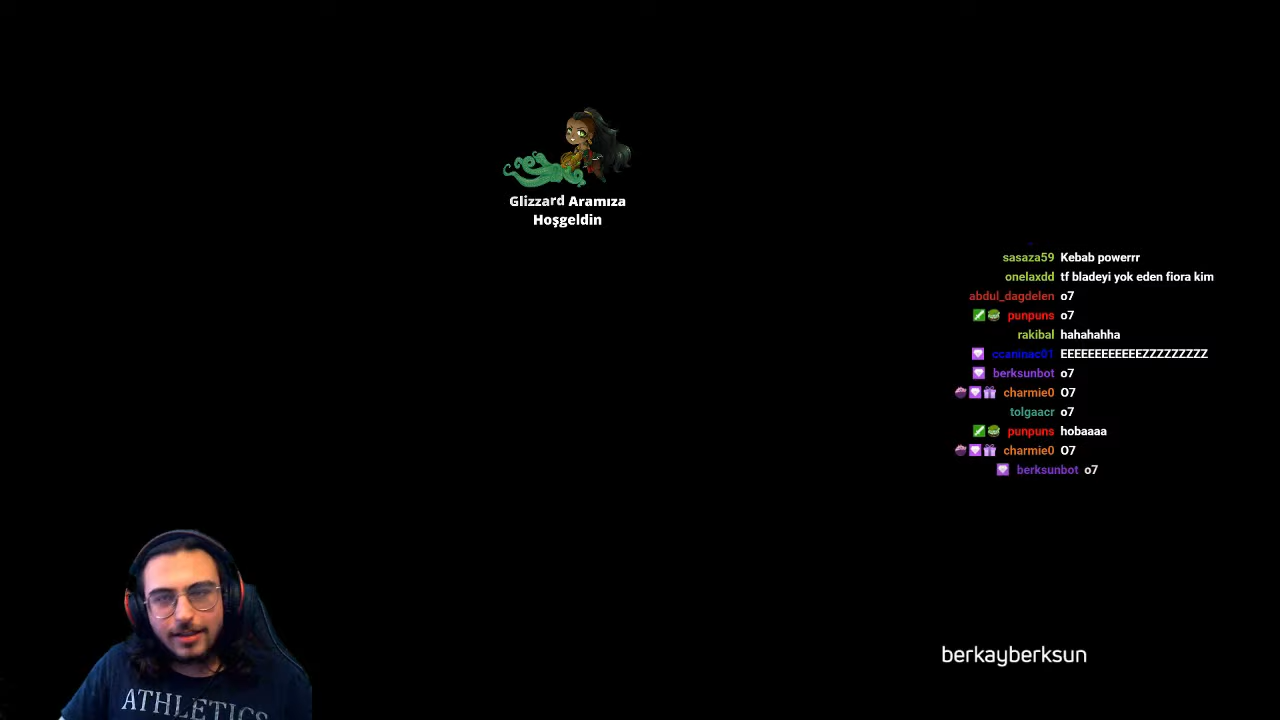 Glizzard Aramıza
Hoşgeldin
sasaza59 Kebab powerrr
onelaxdd tf bladeyi yok eden fiora kim
abdul_dagdelen o7
punpuns o7
rakibal hahahahha
ccaninac01 EEEEEEEEEEEEZZZZZZZZZ
berksunbot o7
charmie0 O7
tolgaacr o7
punpuns hobaaaa
charmie0 O7
berksunbot o7
berkayberksun
ATHLETICS